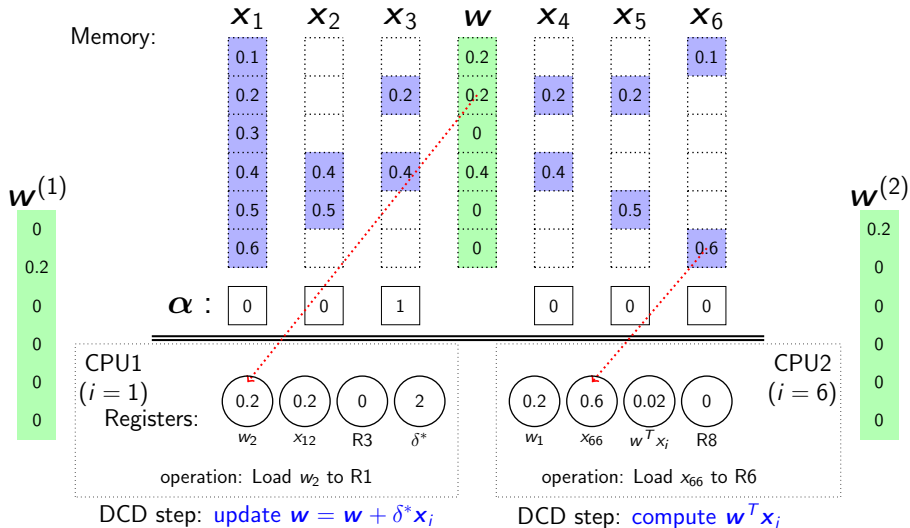 x₁ x₂ x₃ w x₄ x₅ x₆
Memory:
0.1 0.2 0.1
0.2 0.2 0.2 0.2 0.2
0.3 0
0.4 0.4 0.4 0.4 0.4
0.5 0.5 0 0.5
0.6 0 0.6
w⁽¹⁾
0
0.2
0
0
0
0
w⁽²⁾
0.2
0
0
0
0
0
α : 0 0 1 0 0 0
CPU1
(i = 1)
Registers: 0.2 0.2 0 2
w₂ x₁₂ R3 δ*
operation: Load w₂ to R1
CPU2
(i = 6)
0.2 0.6 0.02 0
w₁ x₆₆ wᵀxᵢ R8
operation: Load x₆₆ to R6
DCD step: update w = w + δ*xᵢ
DCD step: compute wᵀxᵢ